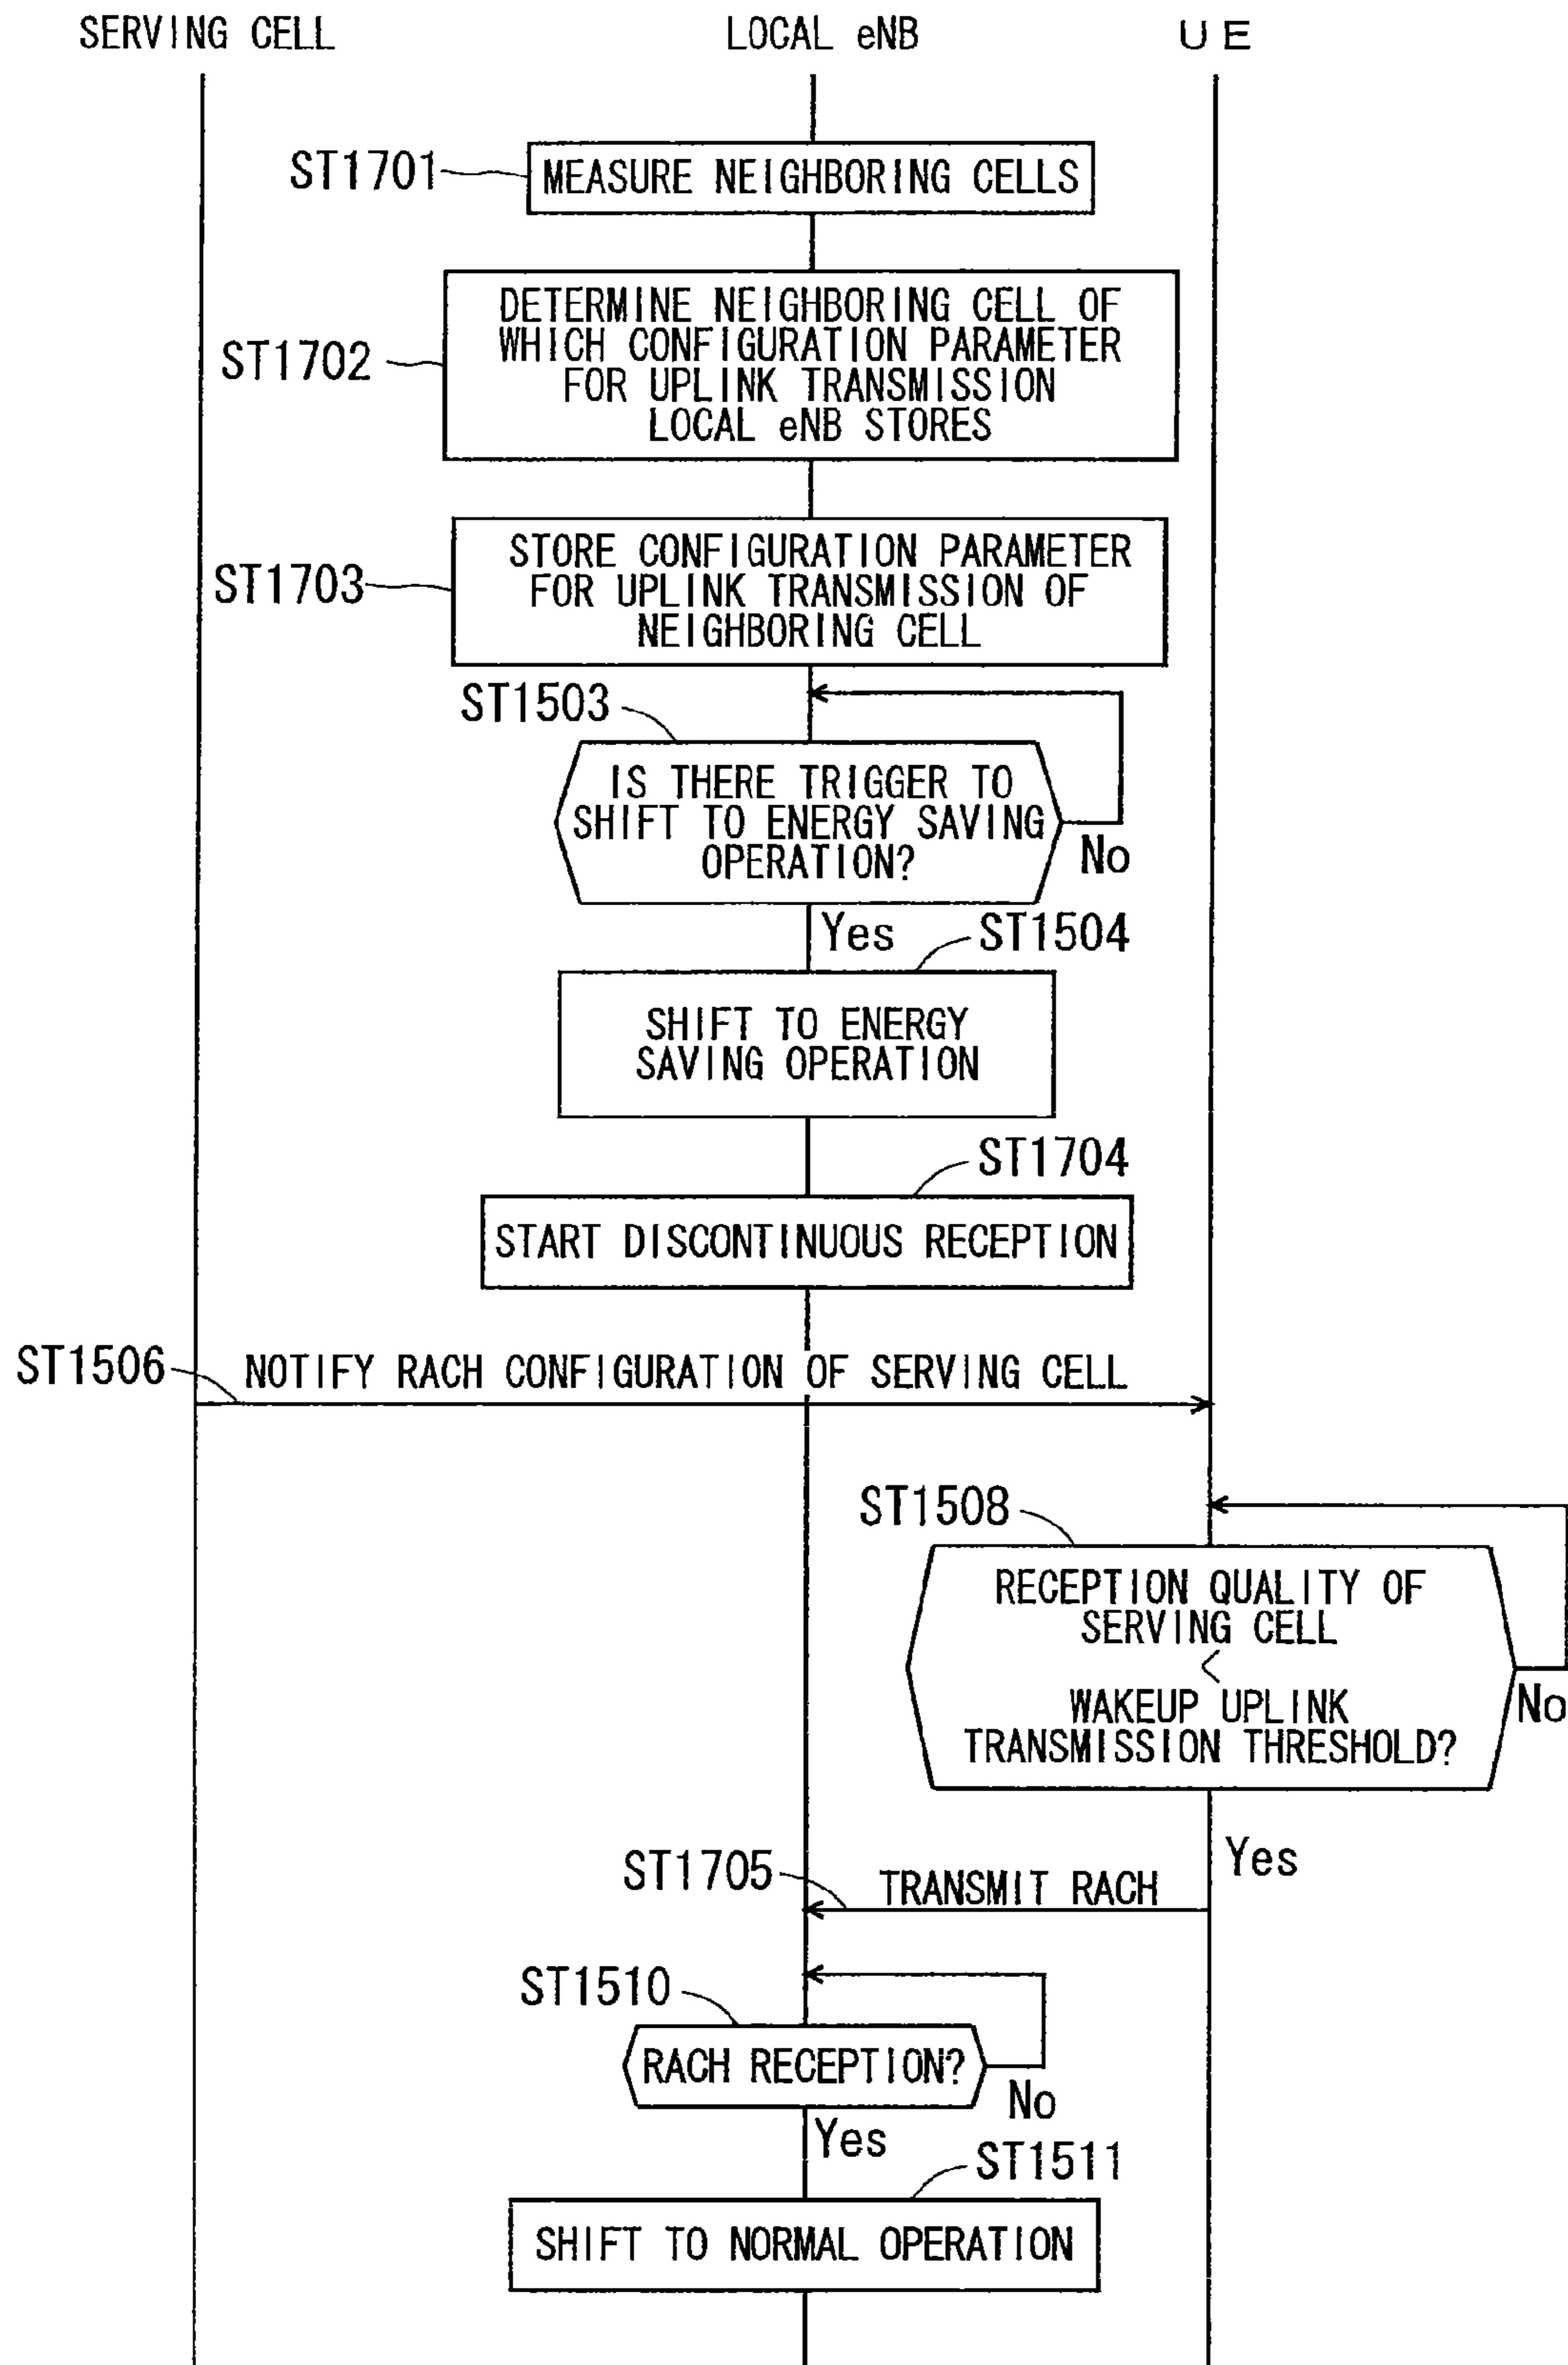 SERVING CELL
LOCAL eNB
UE
ST1701
MEASURE NEIGHBORING CELLS
ST1702
DETERMINE NEIGHBORING CELL OF
WHICH CONFIGURATION PARAMETER
FOR UPLINK TRANSMISSION
LOCAL eNB STORES
ST1703
STORE CONFIGURATION PARAMETER
FOR UPLINK TRANSMISSION OF
NEIGHBORING CELL
ST1503
IS THERE TRIGGER TO
SHIFT TO ENERGY SAVING
OPERATION?
No
Yes
ST1504
SHIFT TO ENERGY
SAVING OPERATION
ST1704
START DISCONTINUOUS RECEPTION
ST1506
NOTIFY RACH CONFIGURATION OF SERVING CELL
ST1508
RECEPTION QUALITY OF
SERVING CELL
<
WAKEUP UPLINK
TRANSMISSION THRESHOLD?
No
Yes
ST1705
TRANSMIT RACH
ST1510
RACH RECEPTION?
No
Yes
ST1511
SHIFT TO NORMAL OPERATION